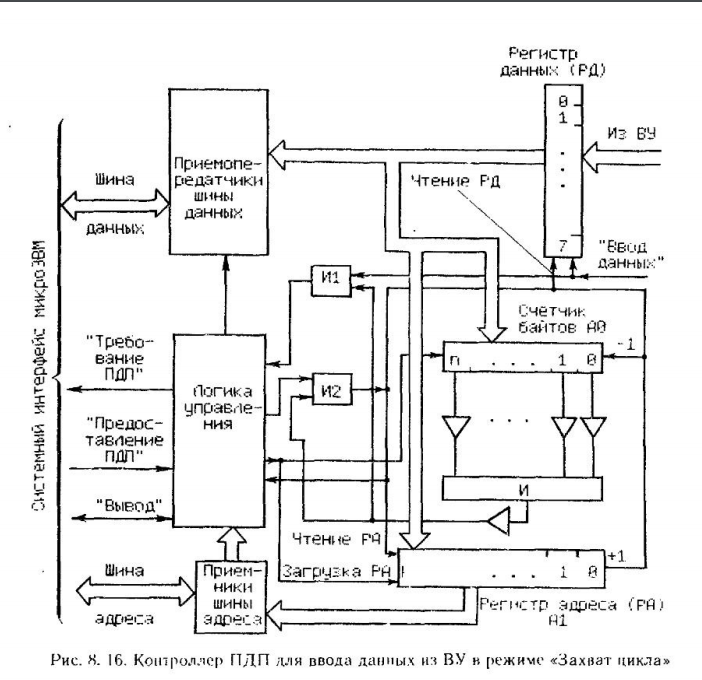 Регистр
данных (РД)
0
1
.
.
.
7
Из ВУ
Приемопе-
редатчики
шины
данных
Шина
данных
Чтение РД
"Ввод
данных"
И1
Счетчик
байтов А0
-1
n . . . 1 0
Системный интерфейс микроЭВМ
"Требо-
вание
ПДП"
Логика
управле-
ния
И2
"Предос-
тавление
ПДП"
. . .
И
"Вывод"
Чтение РА
Загрузка РА
+1
. . . 1 0
Шина
адреса
Прием-
ники
шины
адреса
Регистр адреса (РА)
А1
Рис. 8. 16. Контроллер ПДП для ввода данных из ВУ в режиме «Захват цикла»